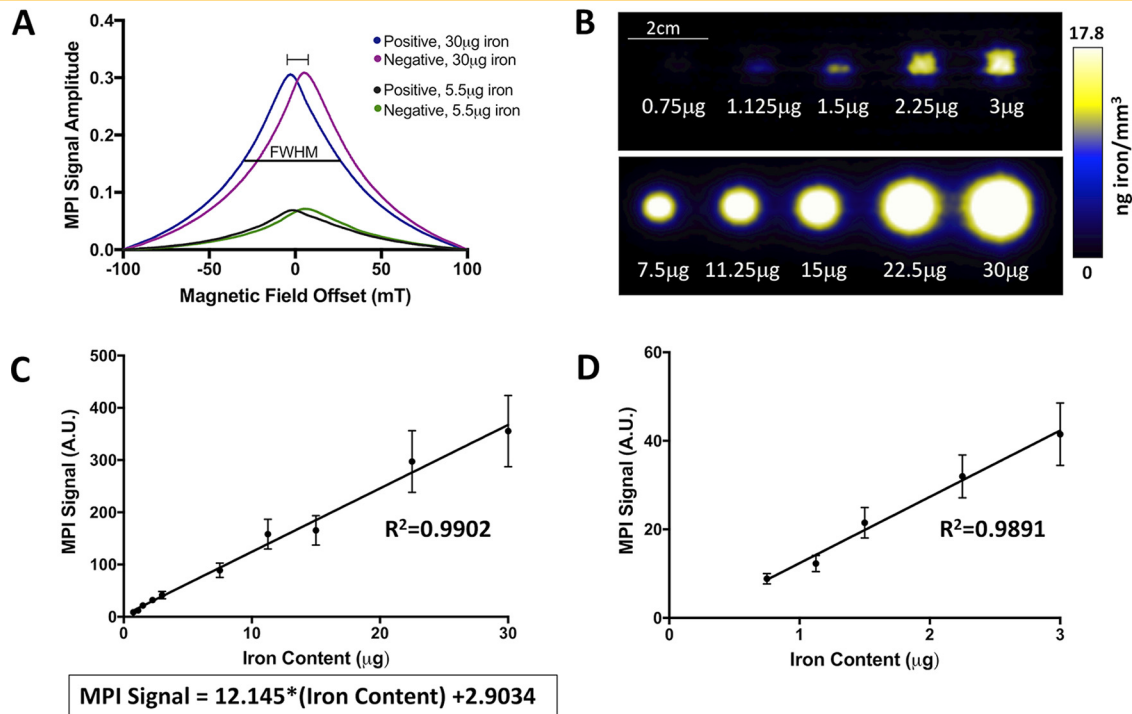 A
MPI Signal Amplitude
0.4
0.3
0.2
0.1
0.0
-100
-50
0
50
100
Magnetic Field Offset (mT)
Positive, 30μg iron
Negative, 30μg iron
Positive, 5.5μg iron
Negative, 5.5μg iron
FWHM
B
2cm
0.75μg 1.125μg 1.5μg 2.25μg 3μg
7.5μg 11.25μg 15μg 22.5μg 30μg
17.8
ng iron/mm³
0
C
MPI Signal (A.U.)
500
400
300
200
100
0
0
10
20
30
Iron Content (μg)
R²=0.9902
MPI Signal = 12.145*(Iron Content) +2.9034
D
MPI Signal (A.U.)
60
40
20
0
0
1
2
3
Iron Content (μg)
R²=0.9891